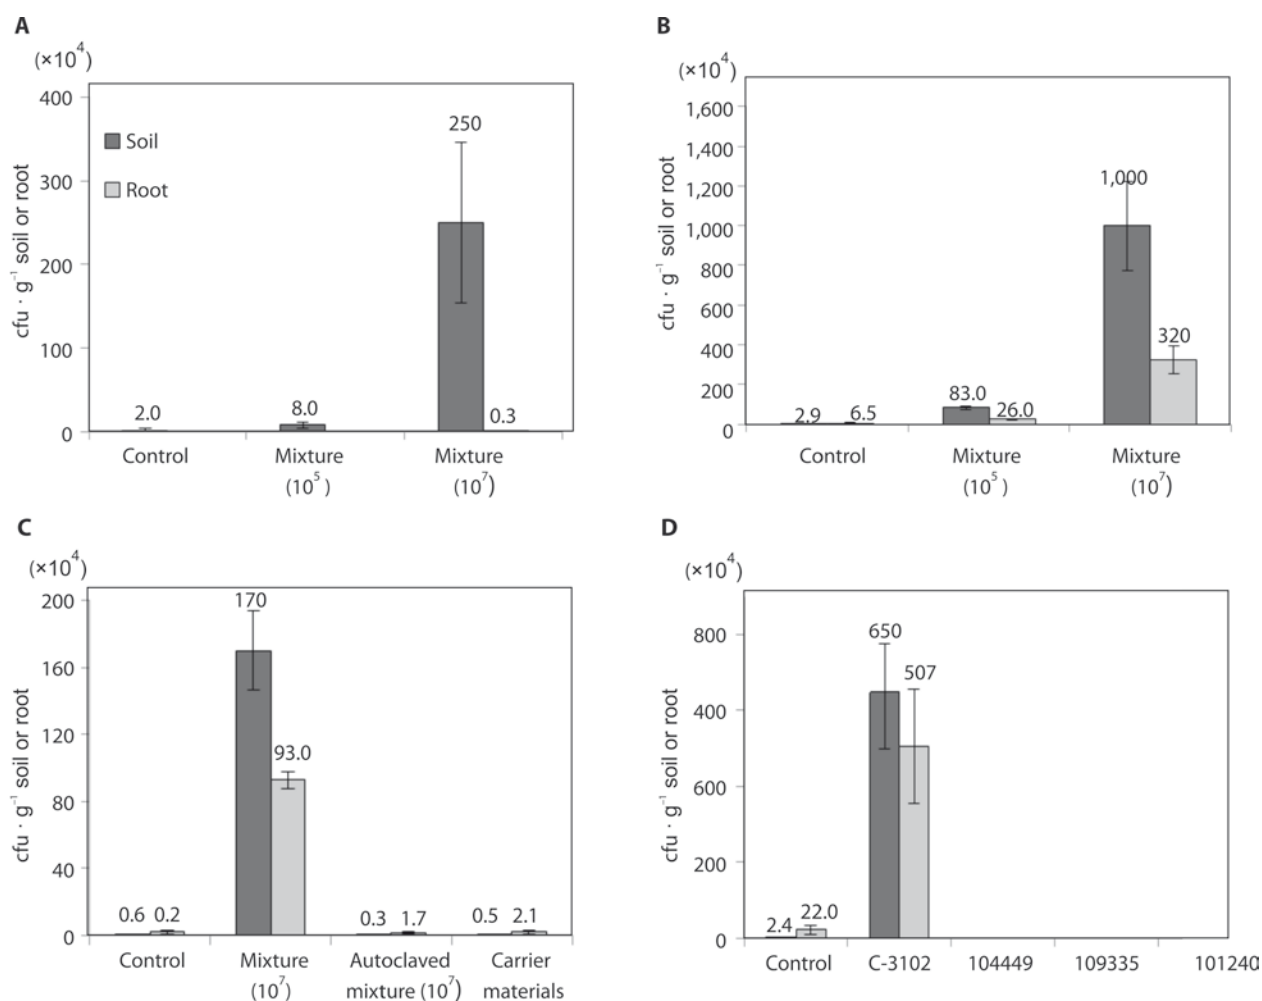 A
(×10⁴)
400
300
200
100
0
cfu · g⁻¹ soil or root
Soil
Root
2.0
8.0
250
0.3
Control
Mixture
(10⁵)
Mixture
(10⁷)
B
(×10⁴)
1,600
1,400
1,200
1,000
800
600
400
200
0
cfu · g⁻¹ soil or root
2.9
6.5
83.0
26.0
1,000
320
Control
Mixture
(10⁵)
Mixture
(10⁷)
C
(×10⁴)
200
160
120
80
40
0
cfu · g⁻¹ soil or root
0.6
0.2
170
93.0
0.3
1.7
0.5
2.1
Control
Mixture
(10⁷)
Autoclaved
mixture (10⁷)
Carrier
materials
D
(×10⁴)
800
400
600
200
0
cfu · g⁻¹ soil or root
2.4
22.0
650
507
Control
C-3102
104449
109335
101240